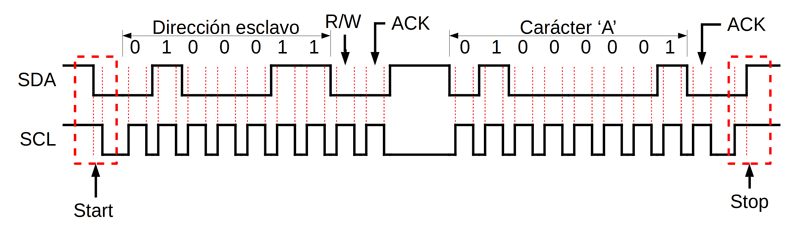 Dirección esclavo R/W ACK Carácter ‘A’ ACK
0 1 0 0 0 1 1 0 1 0 0 0 0 0 1
SDA
SCL
Start Stop